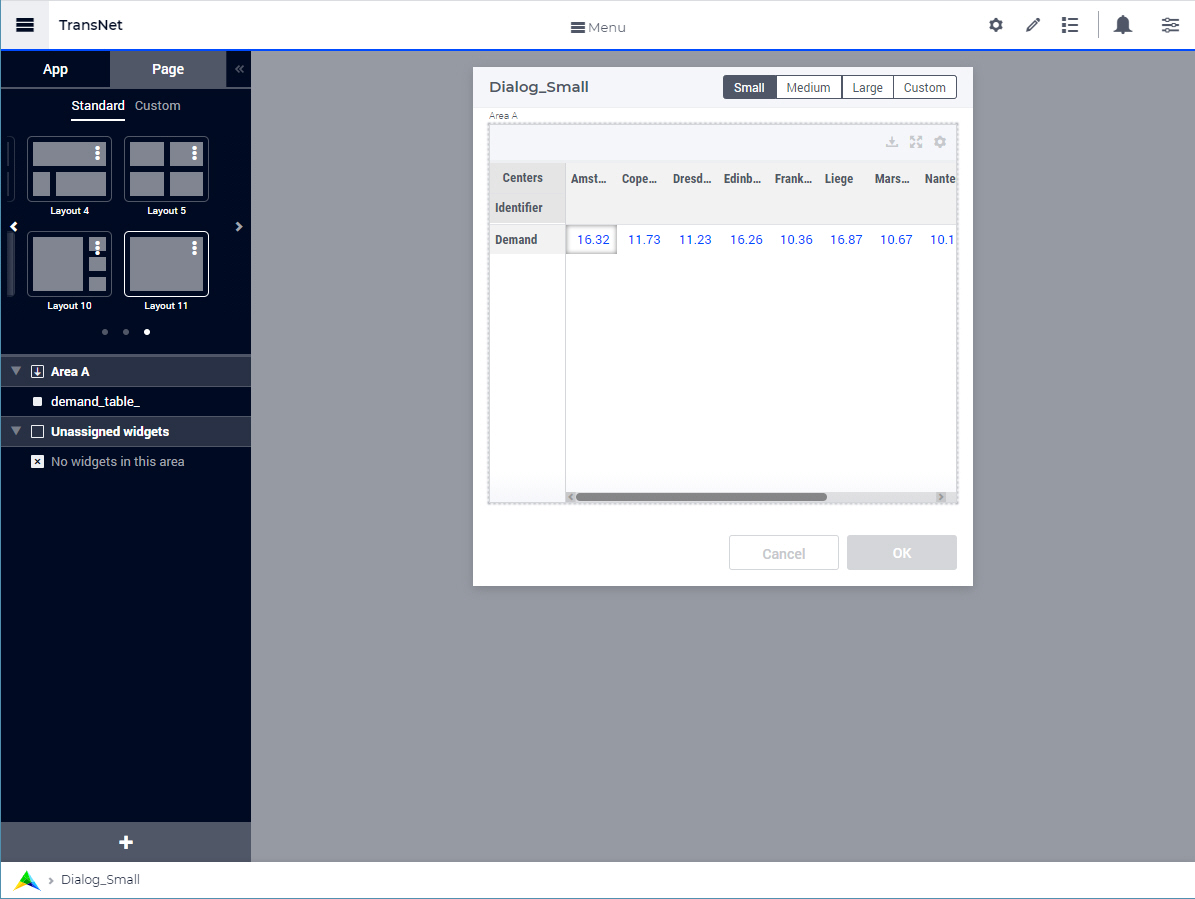 TransNet
Menu
App Page
Standard Custom
Layout 4 Layout 5
Layout 10 Layout 11
Area A
demand_table_
Unassigned widgets
No widgets in this area
Dialog_Small
Small Medium Large Custom
Area A
Centers Amst... Cope... Dresd... Edinb... Frank... Liege Mars... Nante
Identifier
Demand 16.32 11.73 11.23 16.26 10.36 16.87 10.67 10.1
Cancel OK
Dialog_Small